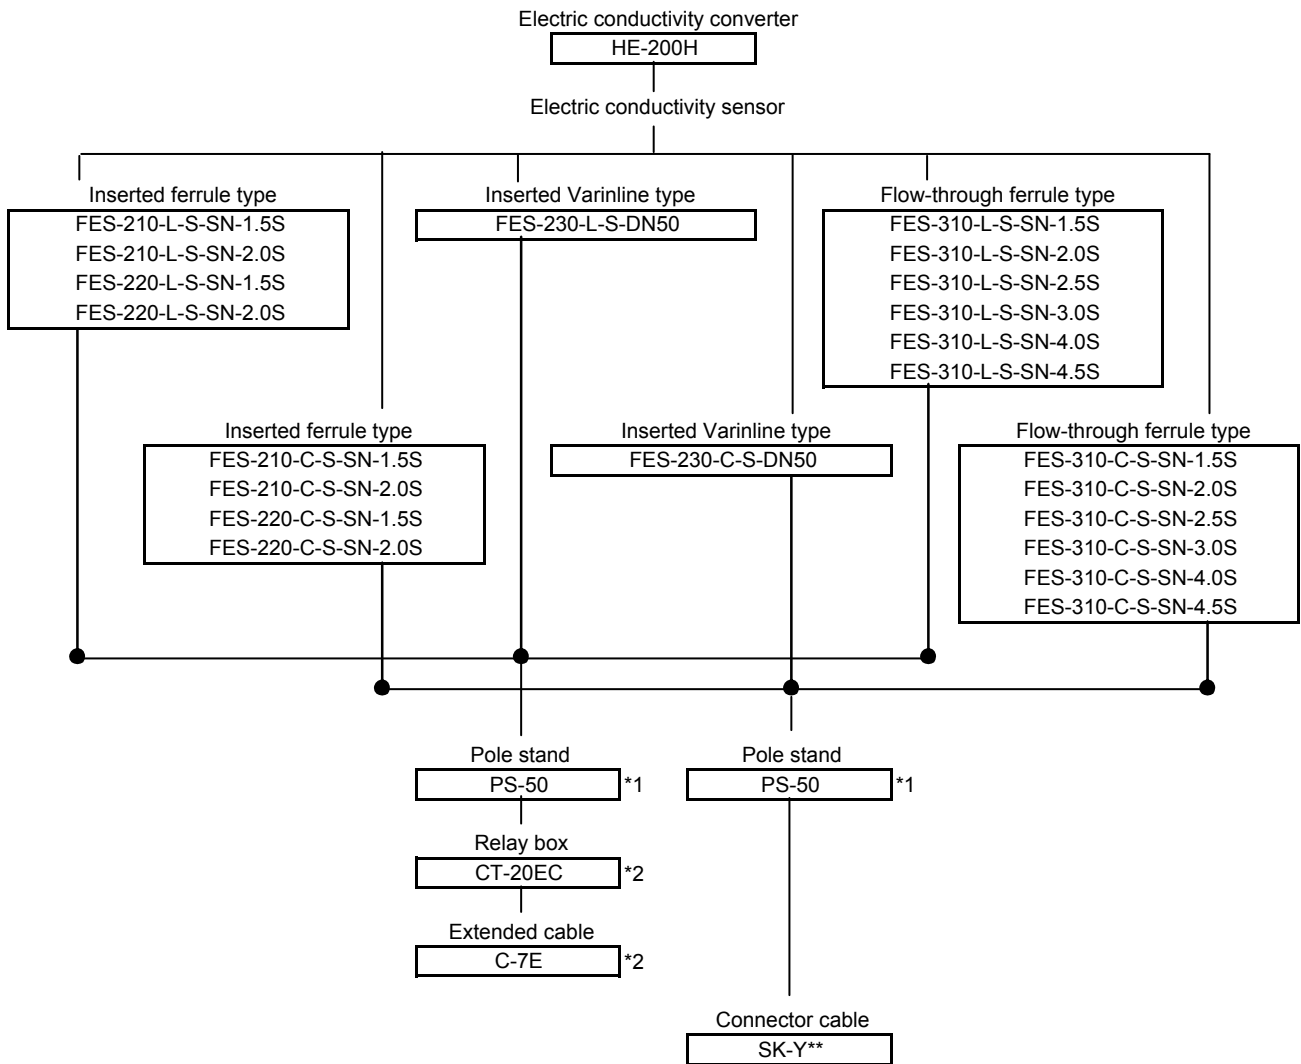 Electric conductivity converter
HE-200H
Electric conductivity sensor
Inserted ferrule type
FES-210-L-S-SN-1.5S
FES-210-L-S-SN-2.0S
FES-220-L-S-SN-1.5S
FES-220-L-S-SN-2.0S
Inserted Varinline type
FES-230-L-S-DN50
Flow-through ferrule type
FES-310-L-S-SN-1.5S
FES-310-L-S-SN-2.0S
FES-310-L-S-SN-2.5S
FES-310-L-S-SN-3.0S
FES-310-L-S-SN-4.0S
FES-310-L-S-SN-4.5S
Inserted ferrule type
FES-210-C-S-SN-1.5S
FES-210-C-S-SN-2.0S
FES-220-C-S-SN-1.5S
FES-220-C-S-SN-2.0S
Inserted Varinline type
FES-230-C-S-DN50
Flow-through ferrule type
FES-310-C-S-SN-1.5S
FES-310-C-S-SN-2.0S
FES-310-C-S-SN-2.5S
FES-310-C-S-SN-3.0S
FES-310-C-S-SN-4.0S
FES-310-C-S-SN-4.5S
Pole stand
PS-50 *1
Relay box
CT-20EC *2
Extended cable
C-7E *2
Pole stand
PS-50 *1
Connector cable
SK-Y**